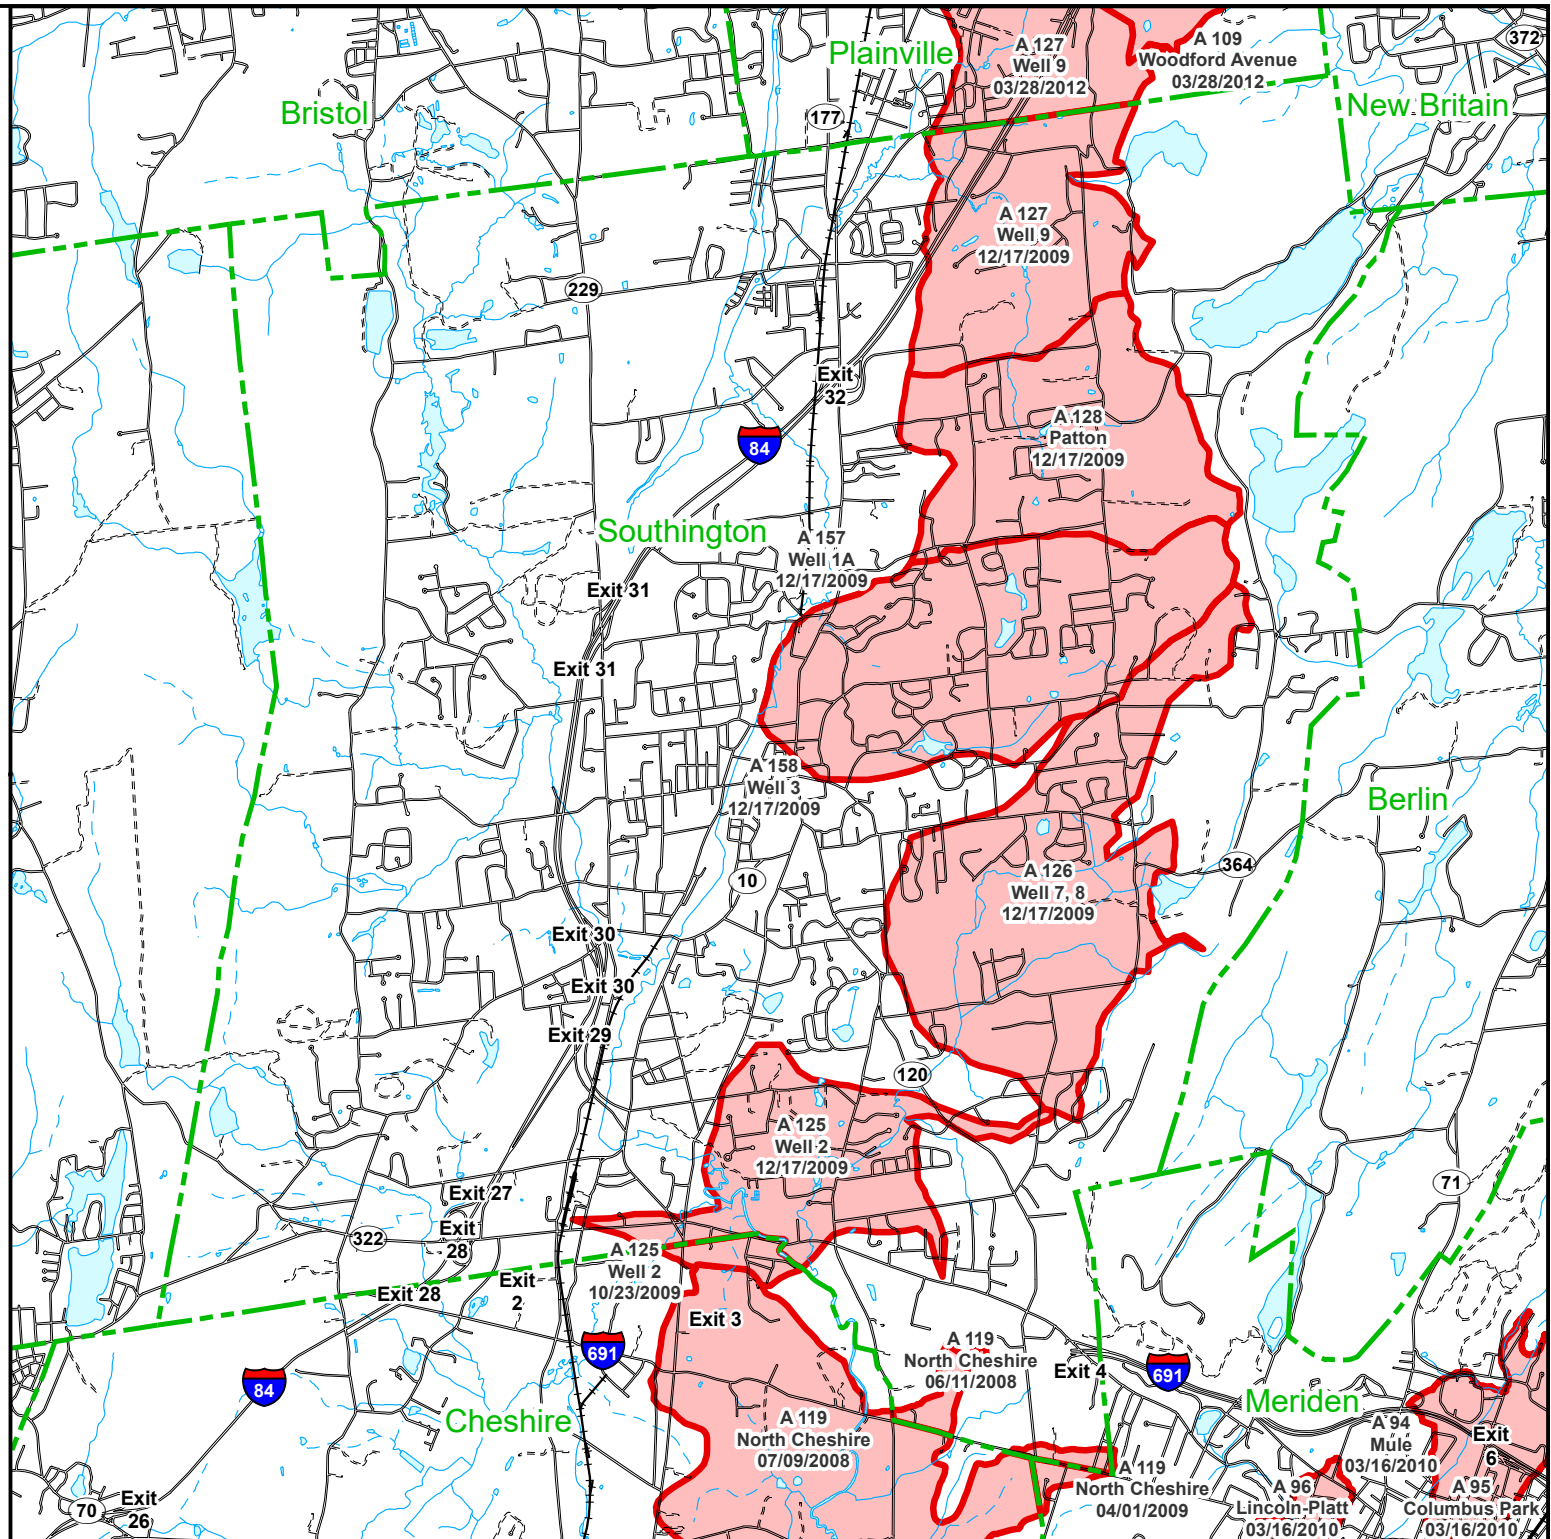 372
A 127
Well 9
03/28/2012
A 109
Woodford Avenue
03/28/2012
Plainville
Bristol
New Britain
177
A 127
Well 9
12/17/2009
229
Exit
32
84
A 128
Patton
12/17/2009
Southington
A 157
Well 1A
12/17/2009
Exit 31
Exit 31
A 158
Well 3
12/17/2009
Berlin
10
364
A 126
Well 7, 8
12/17/2009
Exit 30
Exit 30
Exit 29
120
A 125
Well 2
12/17/2009
71
Exit 27
Exit
28
322
A 125
Well 2
10/23/2009
Exit
2
Exit 28
Exit 3
691
A 119
North Cheshire
06/11/2008
Exit 4
691
84
Meriden
Cheshire
A 119
North Cheshire
07/09/2008
A 94
Mule
03/16/2010
Exit
6
A 119
North Cheshire
04/01/2009
A 96
Lincoln-Platt
03/16/2010
A 95
Columbus Park
03/16/2010
70
Exit
26